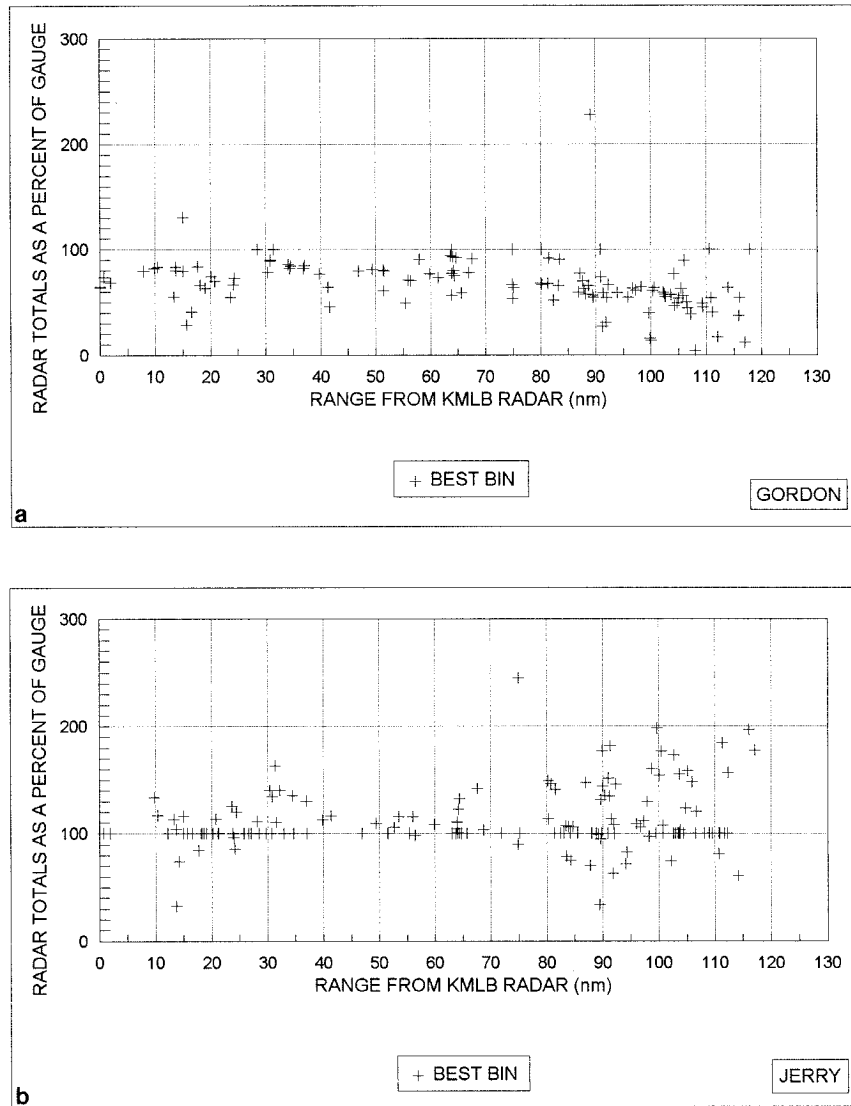 RADAR TOTALS AS A PERCENT OF GAUGE
300
200
100
0
0 10 20 30 40 50 60 70 80 90 100 110 120 130
RANGE FROM KMLB RADAR (nm)
+ BEST BIN
GORDON
a
RADAR TOTALS AS A PERCENT OF GAUGE
300
200
100
0
0 10 20 30 40 50 60 70 80 90 100 110 120 130
RANGE FROM KMLB RADAR (nm)
+ BEST BIN
JERRY
b